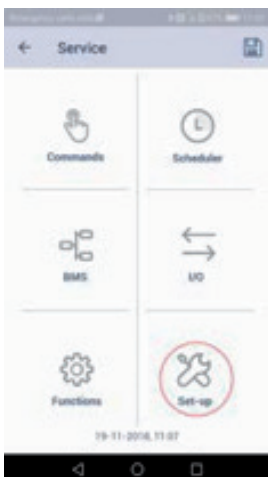 Service
Commands
Scheduler
BMS
I/O
Functions
Set-up
19-11-2018, 11:07